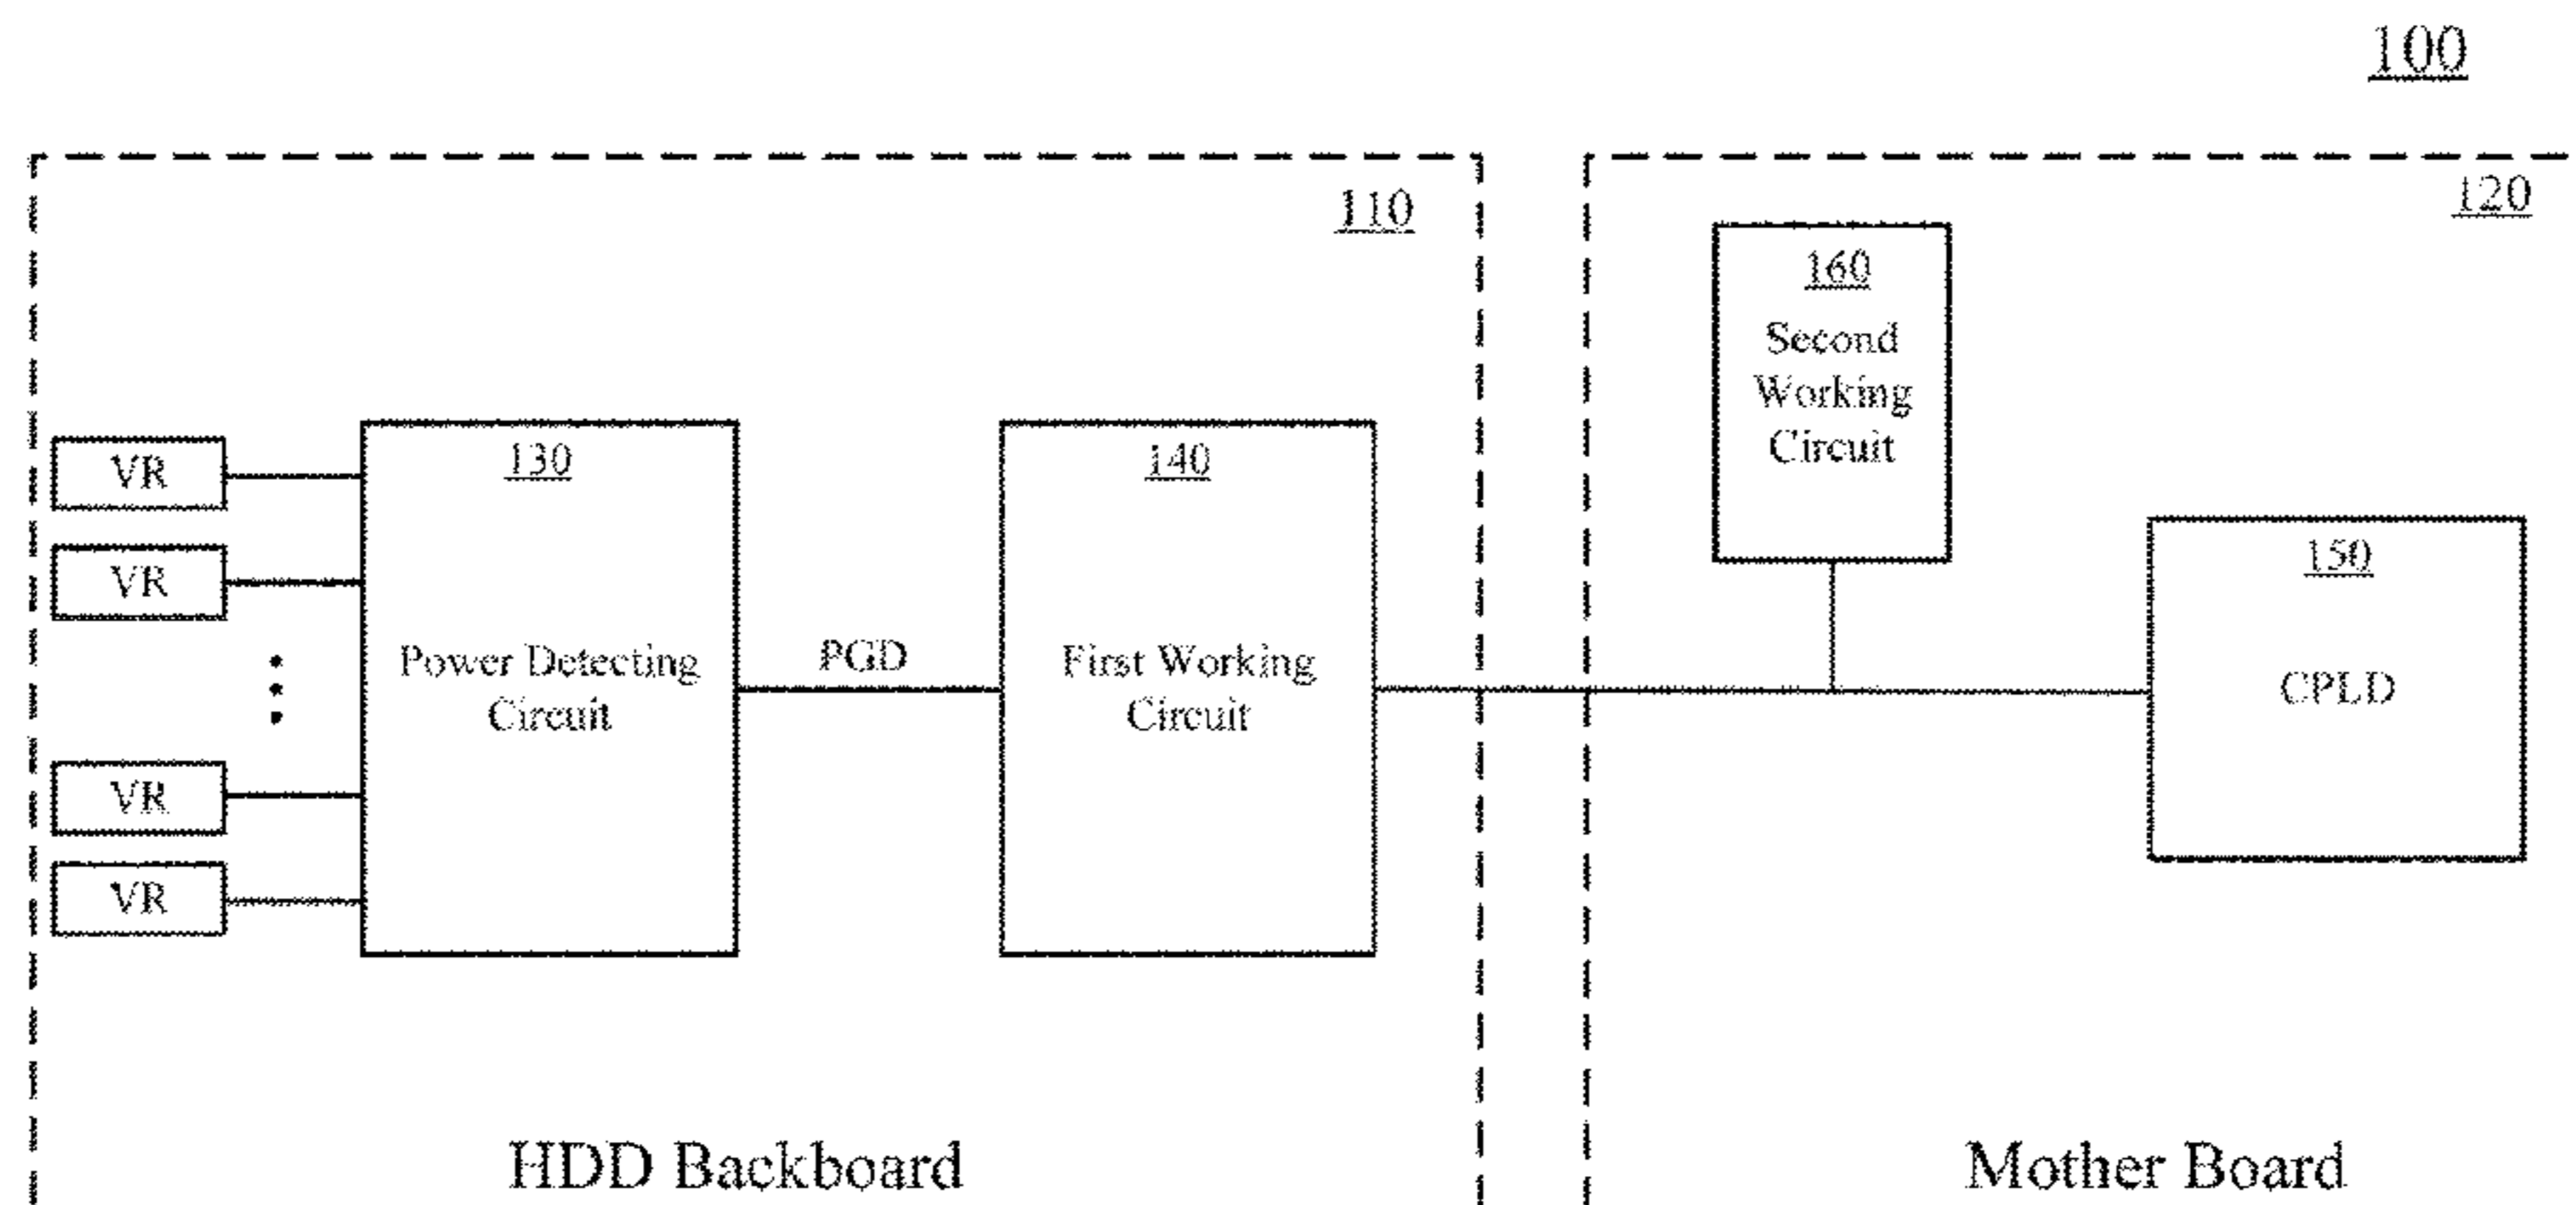 100
110
120
160
Second
Working
Circuit
VR
VR
VR
VR
130
Power Detecting
Circuit
PGD
140
First Working
Circuit
150
CPLD
HDD Backboard
Mother Board